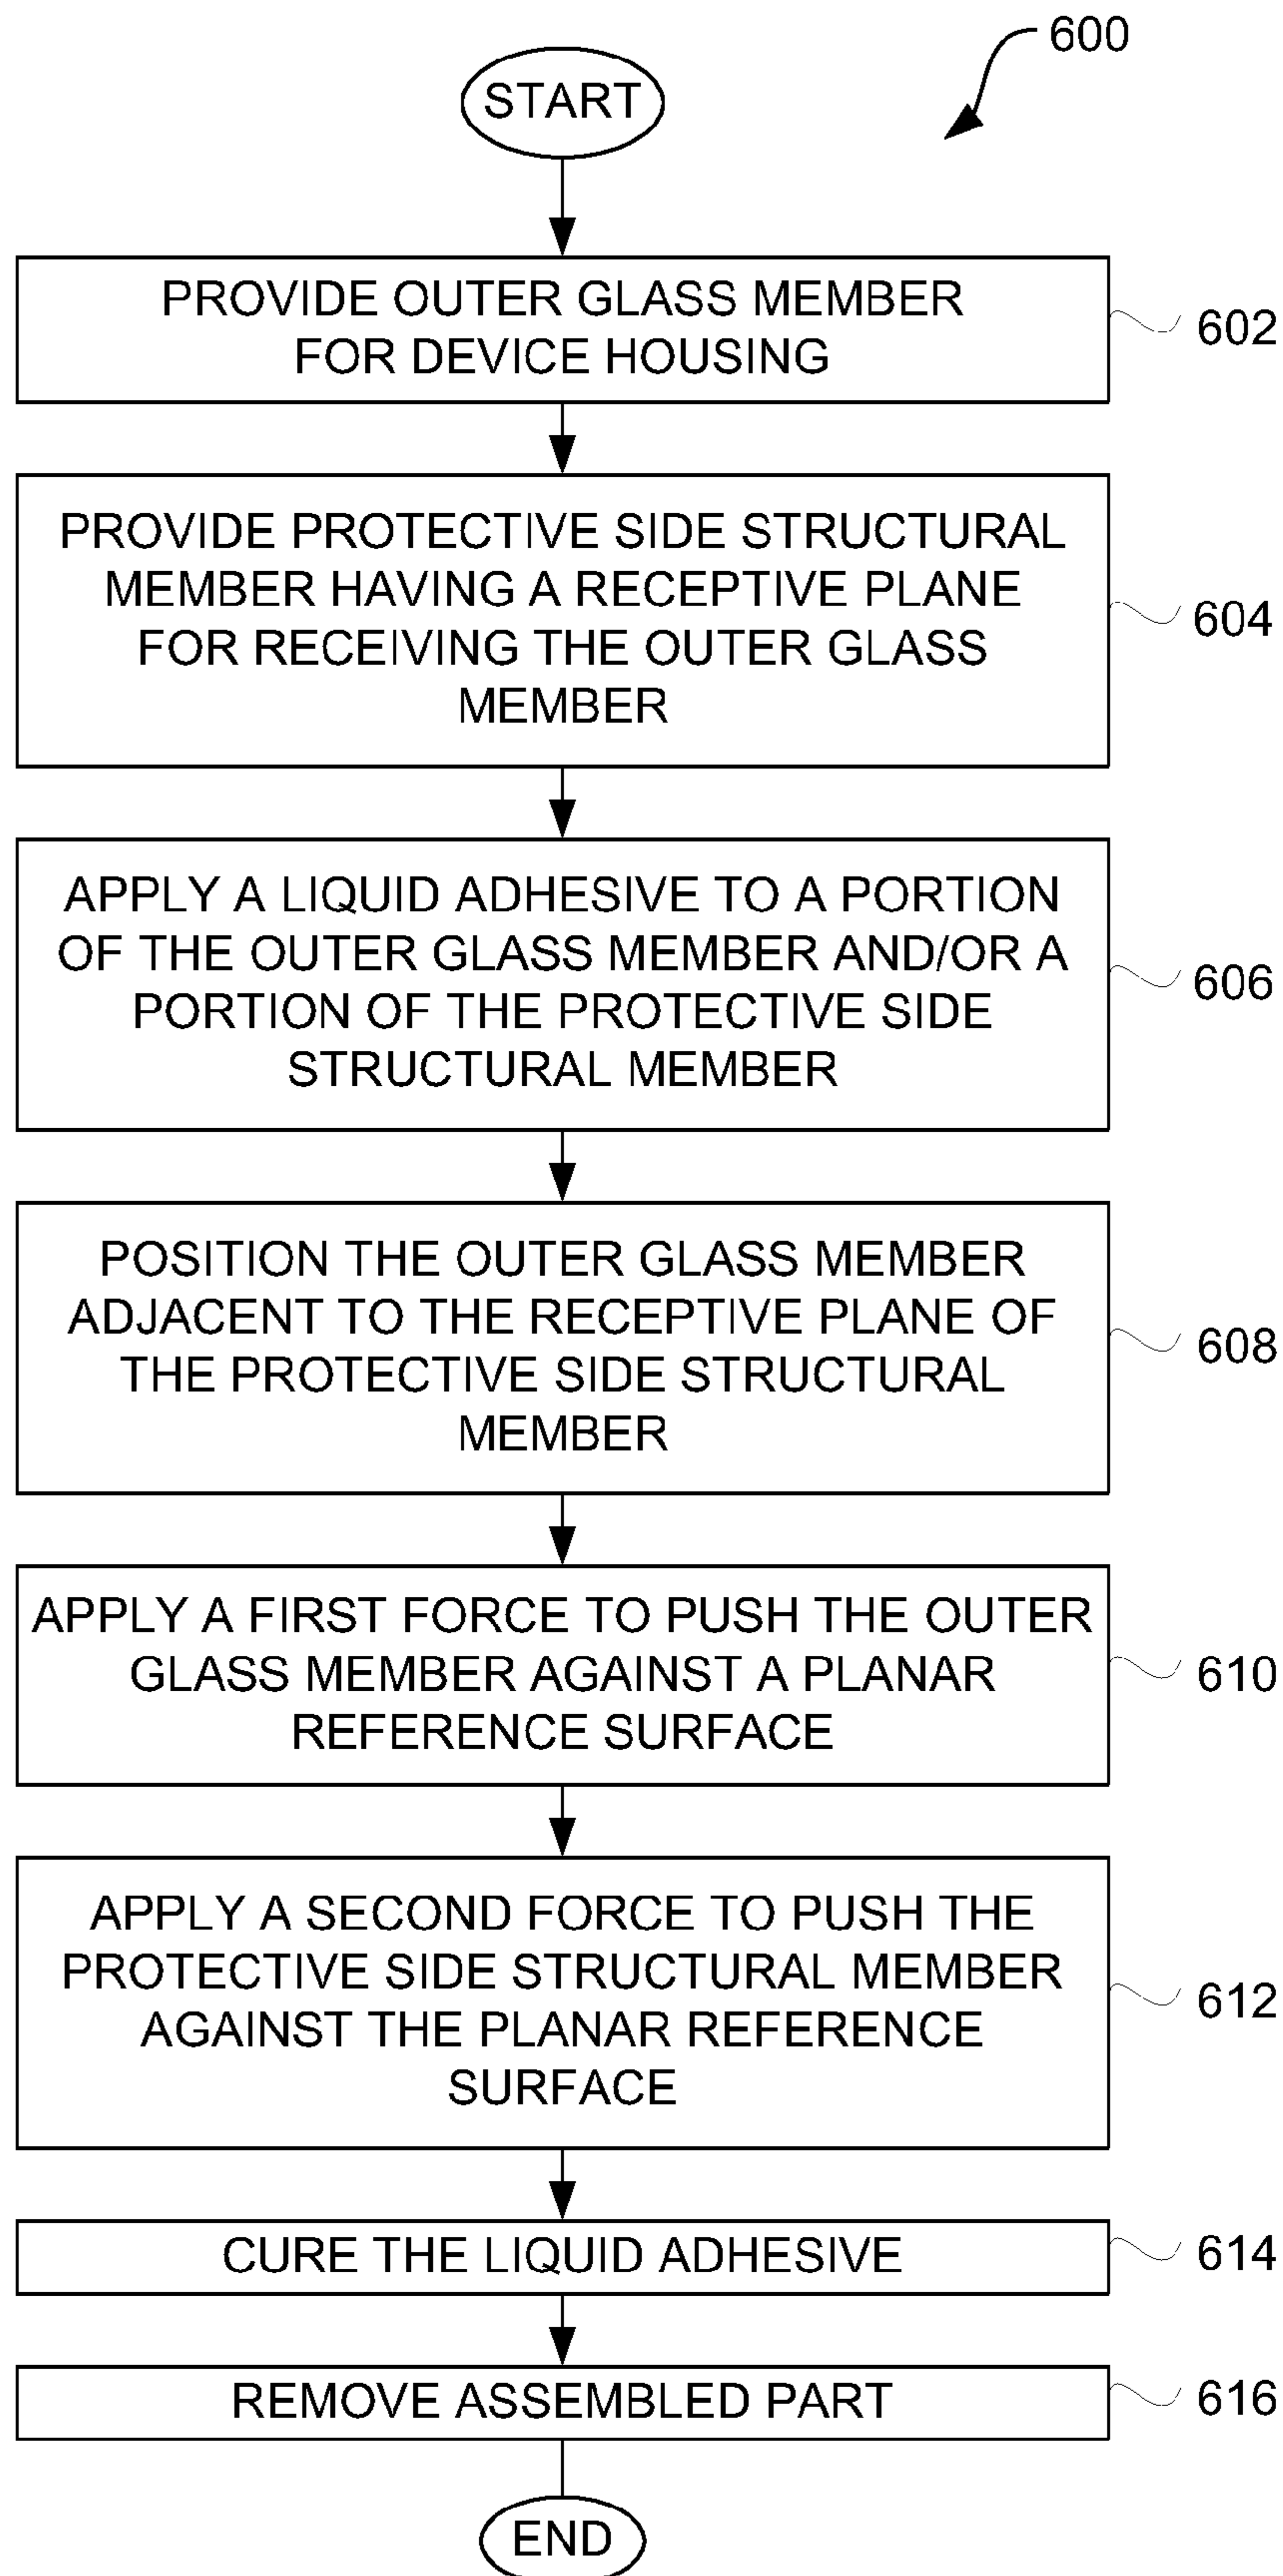 600
START
PROVIDE OUTER GLASS MEMBER
FOR DEVICE HOUSING
602
PROVIDE PROTECTIVE SIDE STRUCTURAL
MEMBER HAVING A RECEPTIVE PLANE
FOR RECEIVING THE OUTER GLASS
MEMBER
604
APPLY A LIQUID ADHESIVE TO A PORTION
OF THE OUTER GLASS MEMBER AND/OR A
PORTION OF THE PROTECTIVE SIDE
STRUCTURAL MEMBER
606
POSITION THE OUTER GLASS MEMBER
ADJACENT TO THE RECEPTIVE PLANE OF
THE PROTECTIVE SIDE STRUCTURAL
MEMBER
608
APPLY A FIRST FORCE TO PUSH THE OUTER
GLASS MEMBER AGAINST A PLANAR
REFERENCE SURFACE
610
APPLY A SECOND FORCE TO PUSH THE
PROTECTIVE SIDE STRUCTURAL MEMBER
AGAINST THE PLANAR REFERENCE
SURFACE
612
CURE THE LIQUID ADHESIVE
614
REMOVE ASSEMBLED PART
616
END